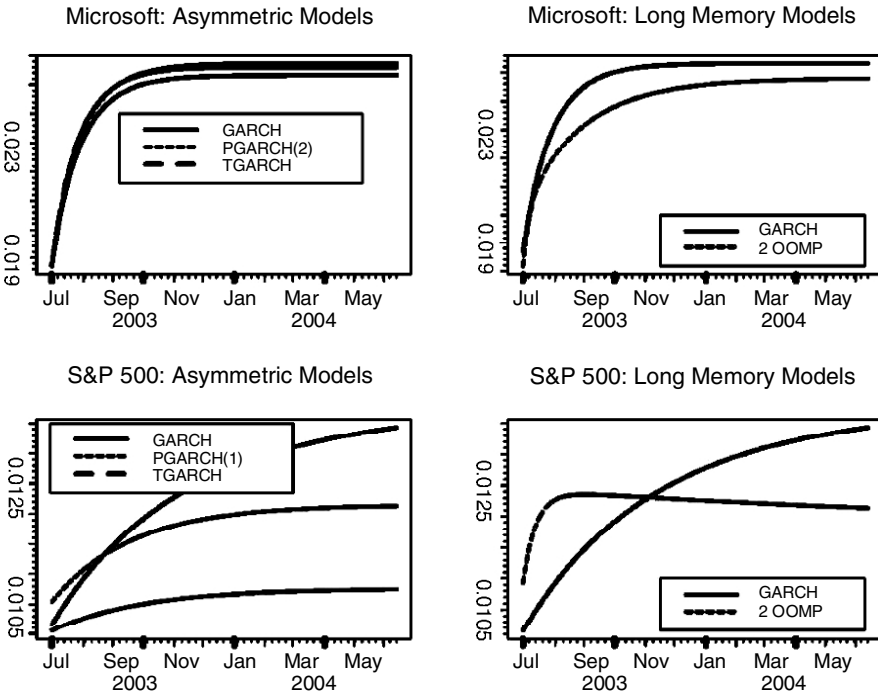 Microsoft: Asymmetric Models
0.023
0.019
GARCH
PGARCH(2)
TGARCH
Jul Sep Nov Jan Mar May
2003 2004
Microsoft: Long Memory Models
0.023
0.019
GARCH
2 OOMP
Jul Sep Nov Jan Mar May
2003 2004
S&P 500: Asymmetric Models
0.0125
0.0105
GARCH
PGARCH(1)
TGARCH
Jul Sep Nov Jan Mar May
2003 2004
S&P 500: Long Memory Models
0.0125
0.0105
GARCH
2 OOMP
Jul Sep Nov Jan Mar May
2003 2004